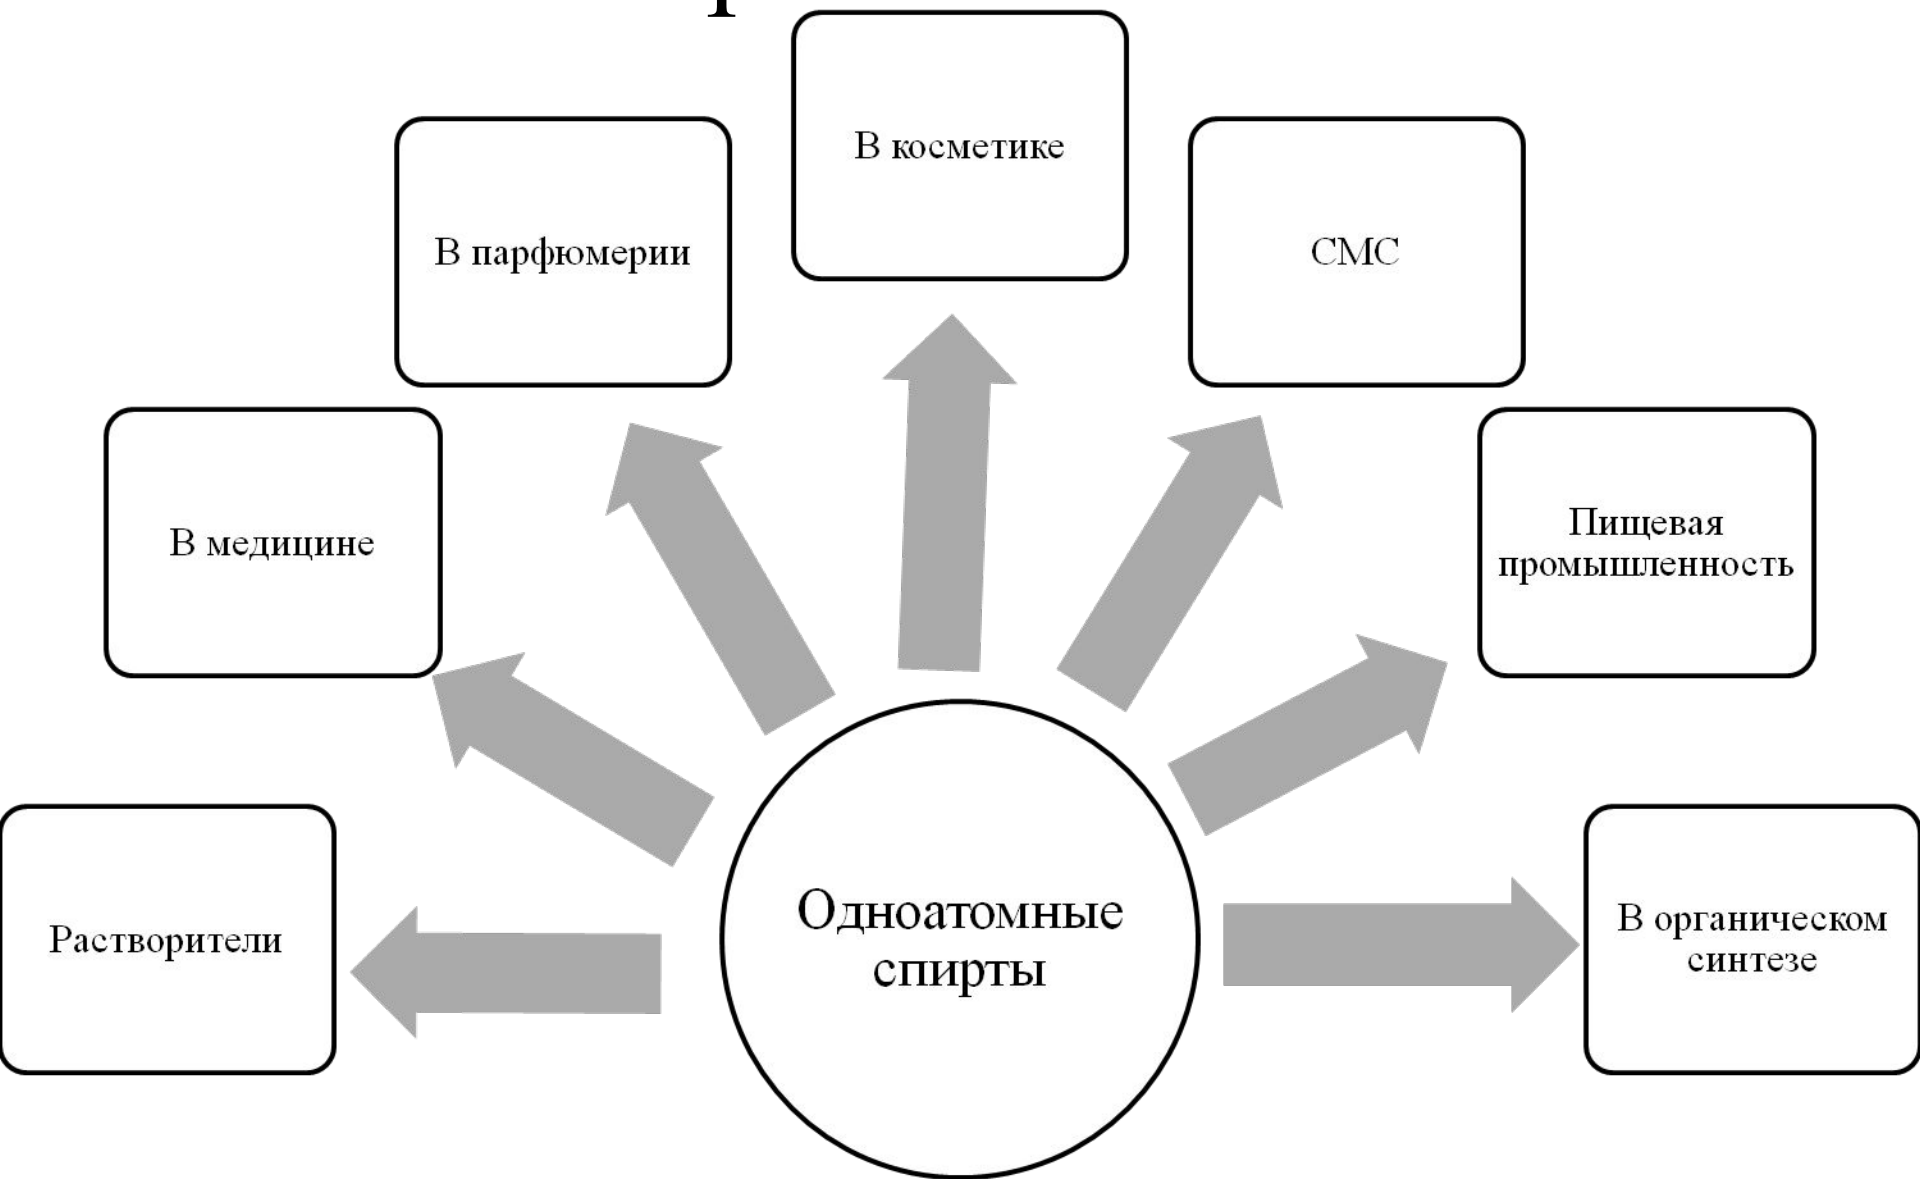 В косметике
В парфюмерии
СМС
В медицине
Пищевая
промышленность
Растворители
Одноатомные
спирты
В органическом
синтезе